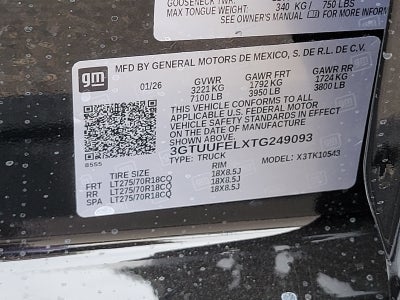 GOOSENECK TWR:
MAX TONGUE WEIGHT: 340 KG / 750 LBS
SEE OWNER'S MANUAL FOR MORE INFOR
gm
MFD BY GENERAL MOTORS DE MEXICO, S. DE R.L. DE C.V.
01/26 GVWR GAWR FRT GAWR RR
3221 KG 1792 KG 1724 KG
7100 LB 3950 LB 3800 LB
THIS VEHICLE CONFORMS TO ALL
APPLICABLE U.S. FEDERAL MOTOR
VEHICLE SAFETY STANDARDS IN
EFFECT ON THE DATE OF MANUFACTURE
SHOWN ABOVE.
3GTUUFELXTG249093
TYPE: TRUCK MODEL: X3TK10543
8555
TIRE SIZE RIM
FRT LT275/70R18CQ 18X8.5J
RR LT275/70R18CQ 18X8.5J
SPA LT275/70R18CQ 18X8.5J